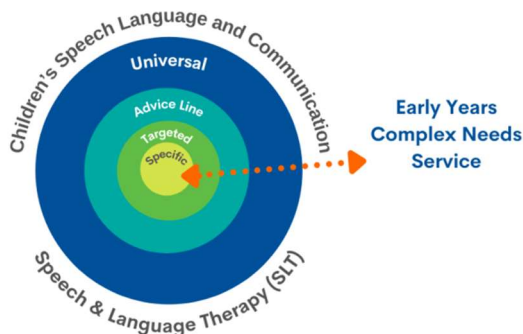 Children's Speech Language and Communication
Universal
Advice Line
Targeted
Specific
Speech & Language Therapy (SLT)
Early Years
Complex Needs
Service